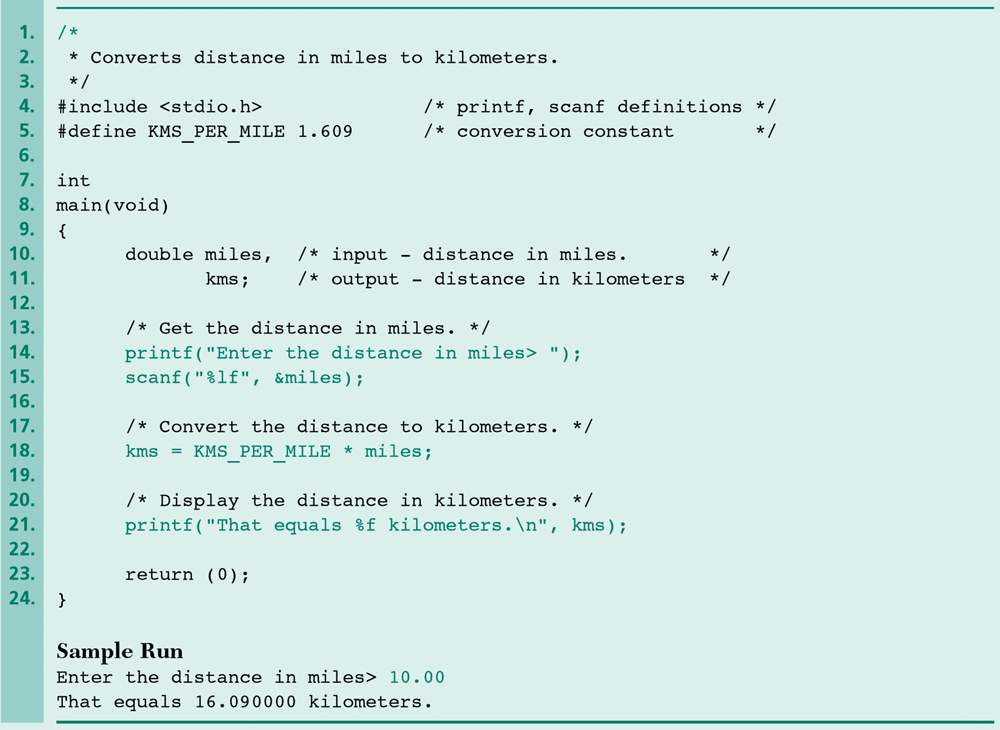 1. /*
2.  * Converts distance in miles to kilometers.
3.  */
4. #include <stdio.h>            /* printf, scanf definitions */
5. #define KMS_PER_MILE 1.609    /* conversion constant       */
6.
7. int
8. main(void)
9. {
10.       double miles,  /* input – distance in miles.       */
11.              kms;    /* output – distance in kilometers  */
12.
13.       /* Get the distance in miles. */
14.       printf("Enter the distance in miles> ");
15.       scanf("%lf", &miles);
16.
17.       /* Convert the distance to kilometers. */
18.       kms = KMS_PER_MILE * miles;
19.
20.       /* Display the distance in kilometers. */
21.       printf("That equals %f kilometers.\n", kms);
22.
23.       return (0);
24. }
Sample Run
Enter the distance in miles> 10.00
That equals 16.090000 kilometers.